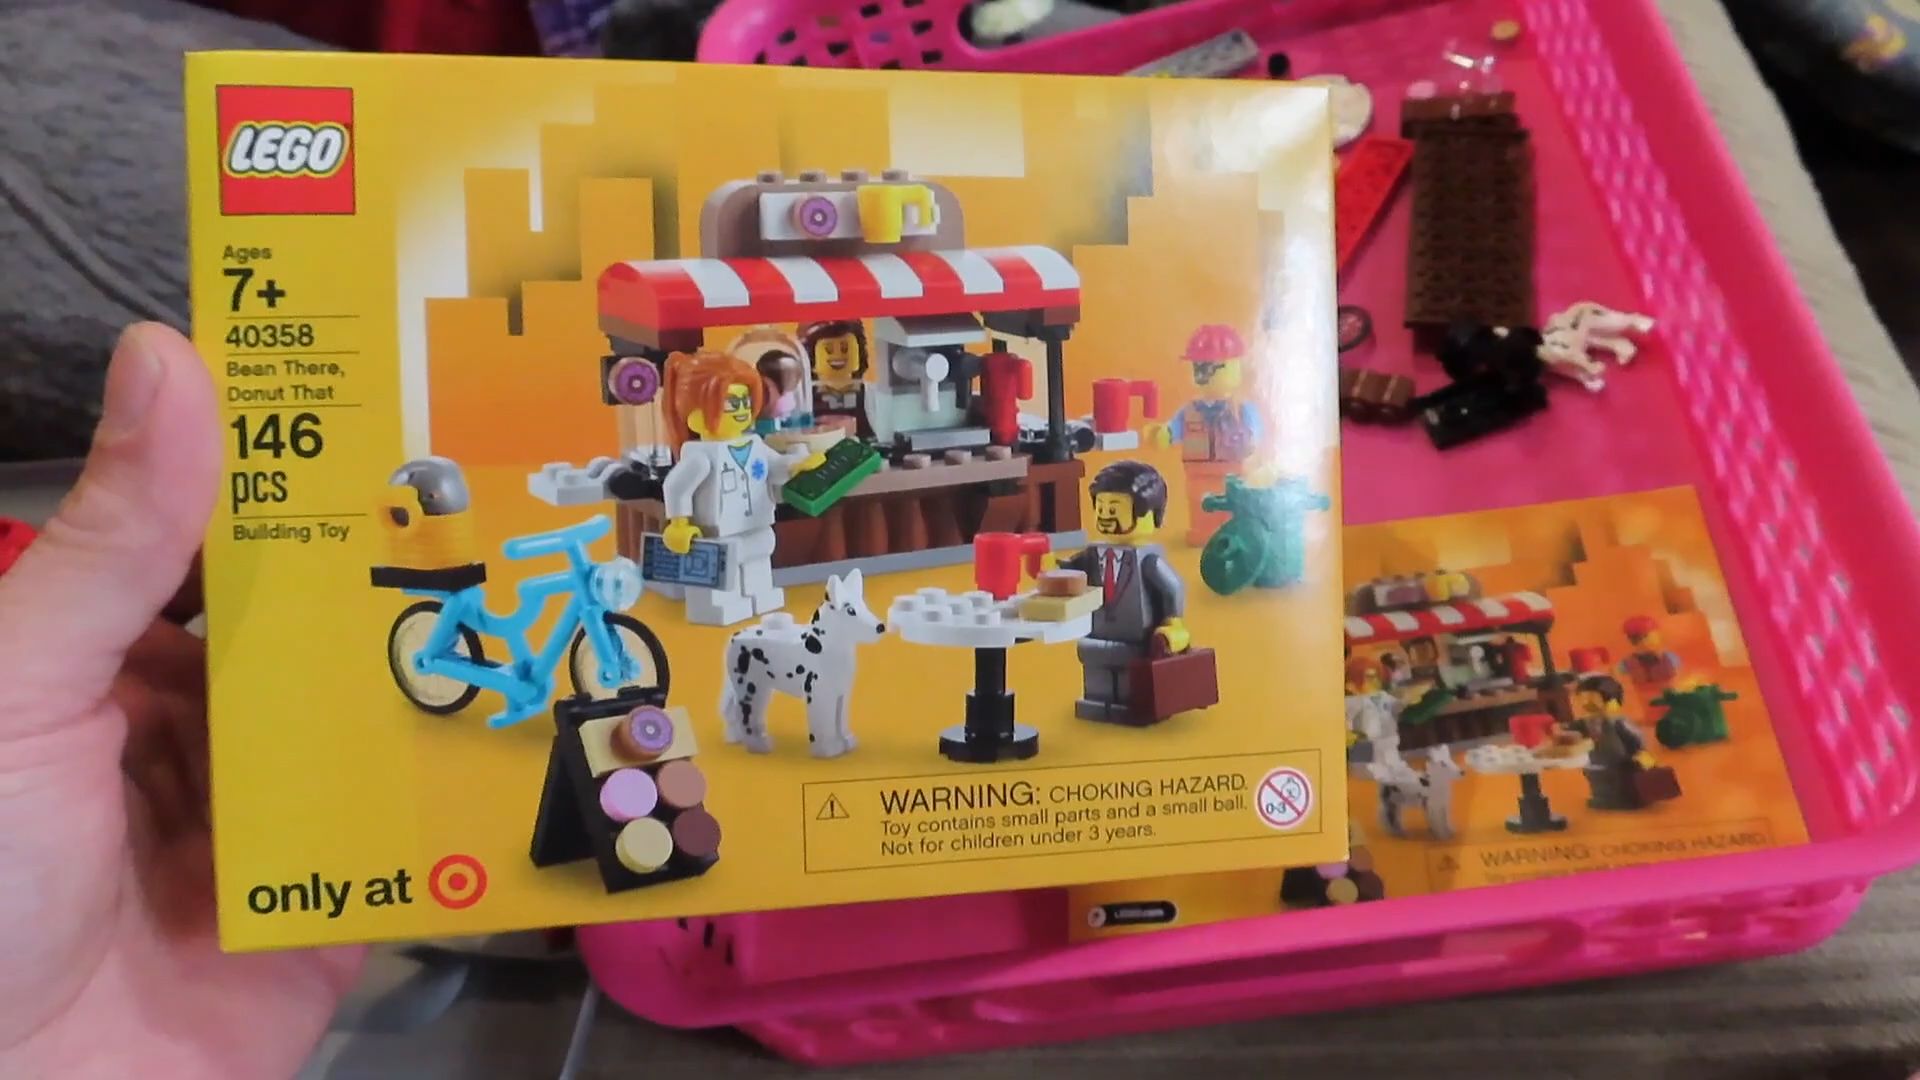 LEGO
Ages
7+
40358
Bean There,
Donut That
146
pcs
Building Toy
only at
WARNING: CHOKING HAZARD.
Toy contains small parts and a small ball.
Not for children under 3 years.
0-3
WARNING: CHOKING HAZARD.